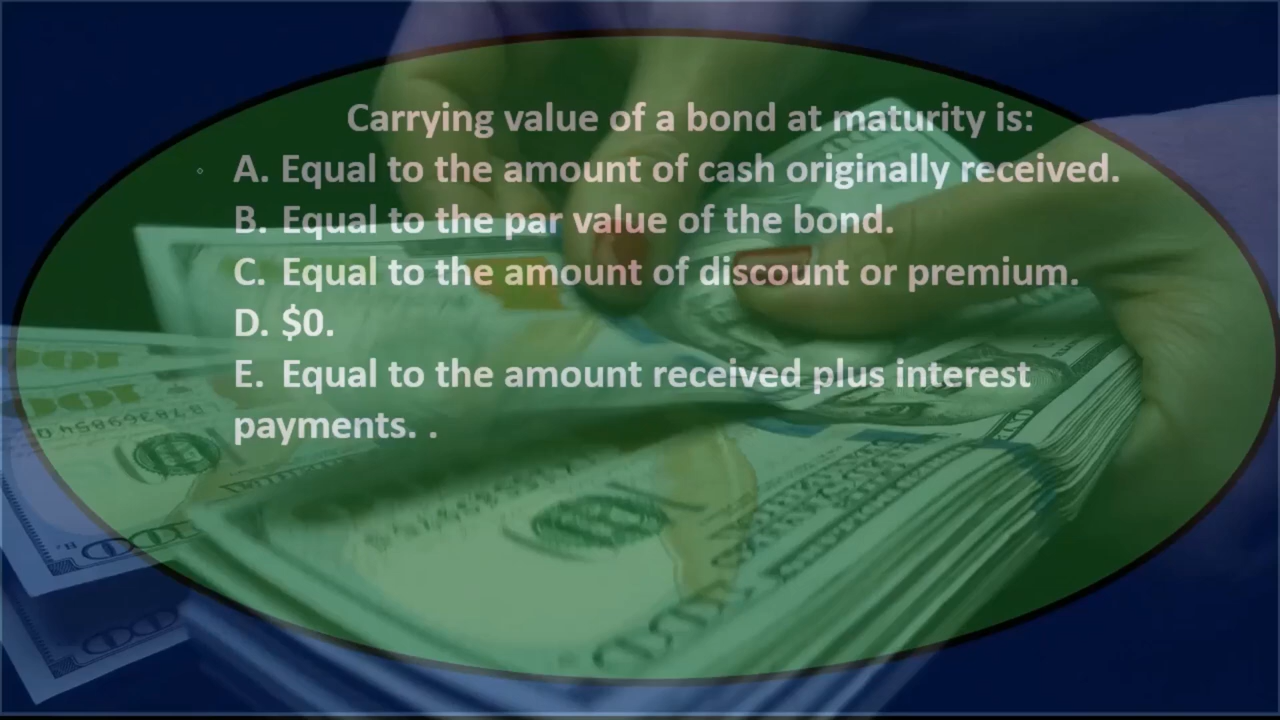 Carrying value of a bond at maturity is:
A. Equal to the amount of cash originally received.
B. Equal to the par value of the bond.
C. Equal to the amount of discount or premium.
D. $0.
E. Equal to the amount received plus interest
payments. .